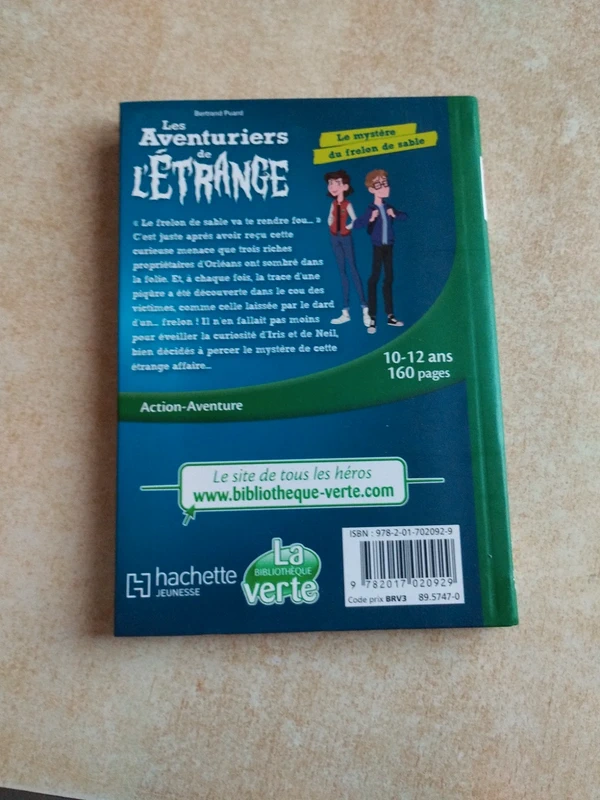 Bertrand Puard
Les
Aventuriers
de
L'ÉTRANGE
Le mystère
du frelon de sable
« Le frelon de sable va te rendre fou... »
C'est juste après avoir reçu cette
curieuse menace que trois riches
propriétaires d'Orléans ont sombré dans
la folie. Et, à chaque fois, la trace d'une
piqûre a été découverte dans le cou des
victimes, comme celle laissée par le dard
d'un... frelon ! Il n'en fallait pas moins
pour éveiller la curiosité d'Iris et de Neil,
bien décidés à percer le mystère de cette
étrange affaire...
10-12 ans
160 pages
Action-Aventure
Le site de tous les héros
www.bibliotheque-verte.com
hachette
JEUNESSE
La
BIBLIOTHÈQUE
verte
ISBN : 978-2-01-702092-9
9 782017 020929
Code prix BRV3 89.5747-0